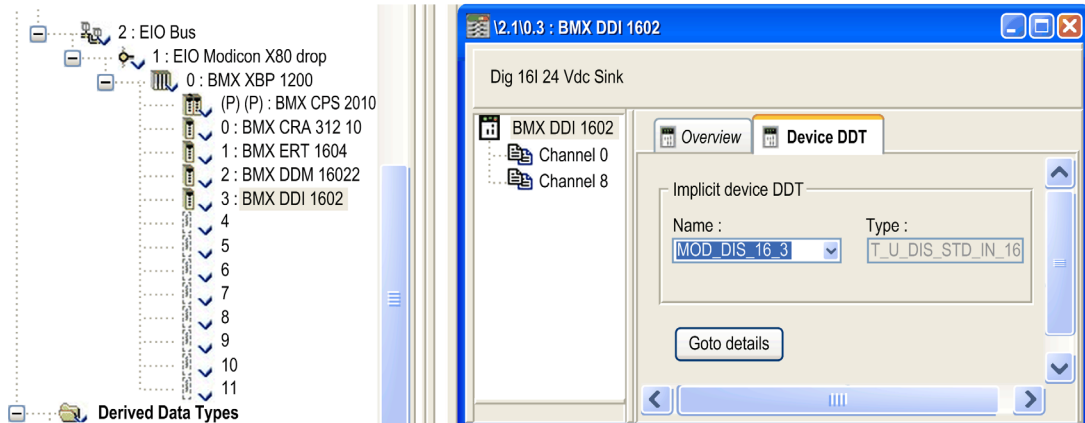 2 : EIO Bus
1 : EIO Modicon X80 drop
0 : BMX XBP 1200
(P) (P) : BMX CPS 2010
0 : BMX CRA 312 10
1 : BMX ERT 1604
2 : BMX DDM 16022
3 : BMX DDI 1602
4
5
6
7
8
9
10
11
Derived Data Types
\2.1\0.3 : BMX DDI 1602
Dig 16I 24 Vdc Sink
BMX DDI 1602
Channel 0
Channel 8
Overview
Device DDT
Implicit device DDT
Name :
Type :
MOD_DIS_16_3
T_U_DIS_STD_IN_16
Goto details